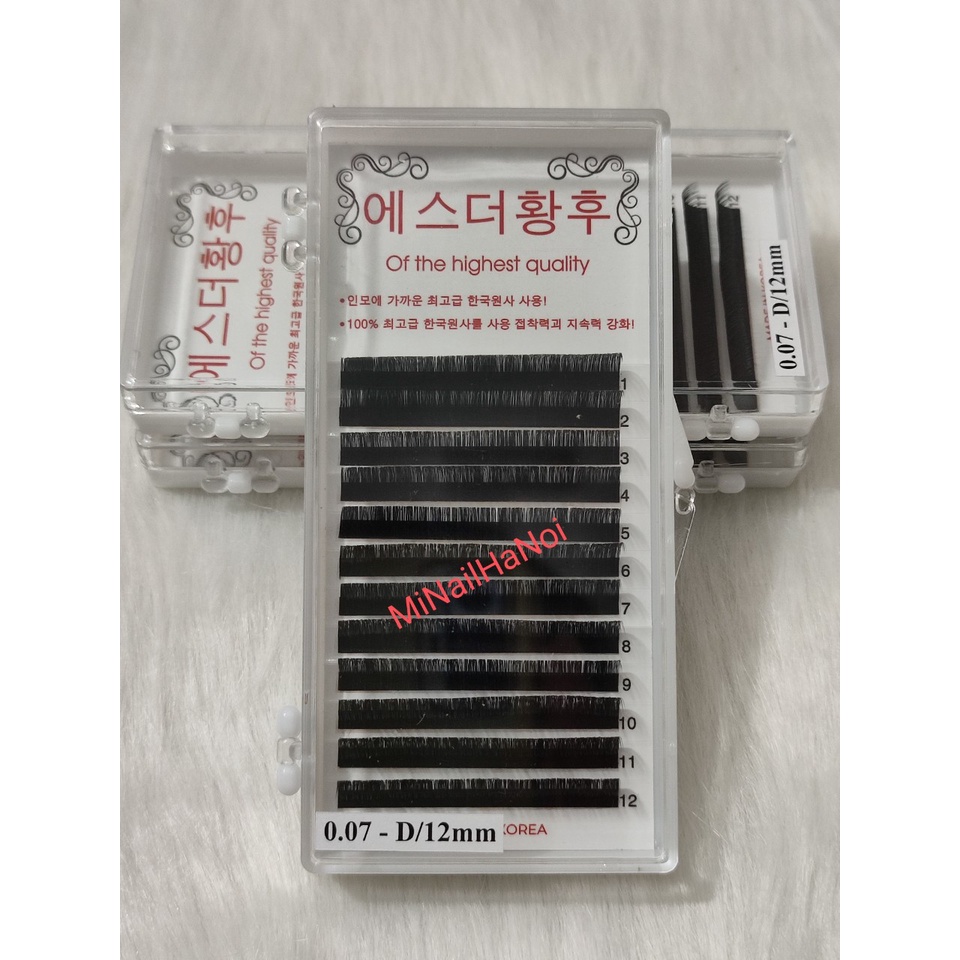 에스더황후
Of the highest quality
•인모에 가까운 최고급 한국원사 사용!
•100% 최고급 한국원사를 사용 접착력괴 지속력 강화!
1
2
3
4
5
6
7
8
9
10
11
12
MiNailHaNoi
0.07 - D/12mm
KOREA
에스더황후
Of the highest quality
11
12
0.07 - D/12mm